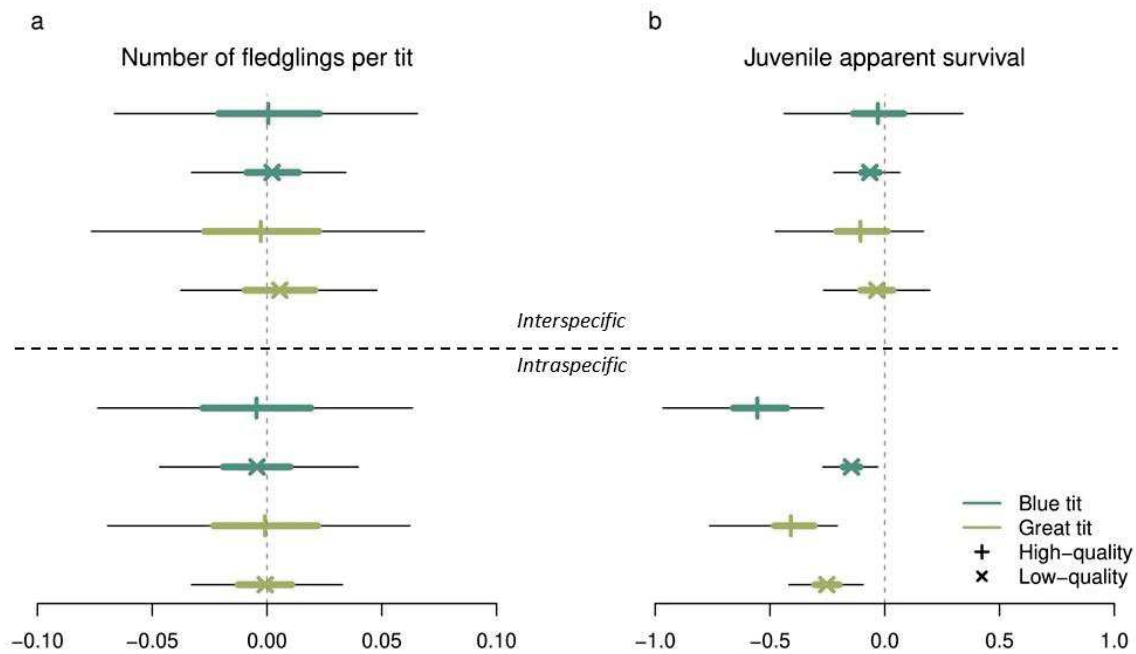 a
Number of fledglings per tit
b
Juvenile apparent survival
Interspecific
Intraspecific
Blue tit
Great tit
High−quality
Low−quality
−0.10 −0.05 0.00 0.05 0.10
−1.0 −0.5 0.0 0.5 1.0